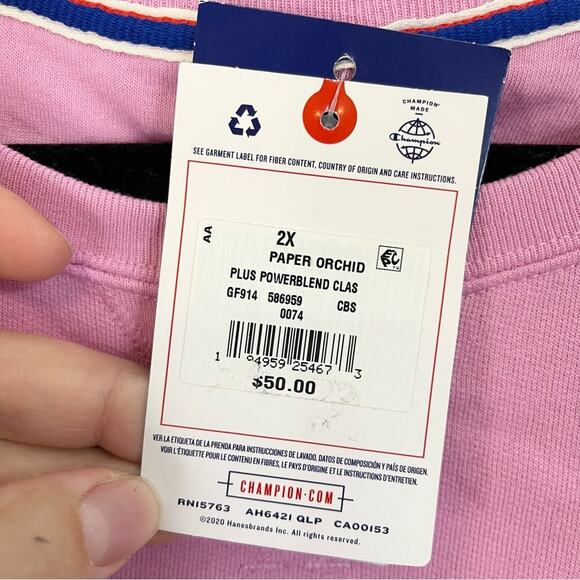 CHAMPION®
MADE
Champion
SEE GARMENT LABEL FOR FIBER CONTENT, COUNTRY OF ORIGIN AND CARE INSTRUCTIONS.
AA
2X
PAPER ORCHID
PLUS POWERBLEND CLAS
GF914 586959 CBS
0074
1 94959 25467 3
$50.00
VER LA ETIQUETA DE LA PRENDA PARA INSTRUCCIONES DE LAVADO, DATOS DE COMPOSICIÓN Y PAÍS DE ORIGEN.
VOIR L'ÉTIQUETTE POUR LE CONTENU EN FIBRES, LE PAYS D'ORIGINE ET LES INSTRUCTIONS D'ENTRETIEN.
CHAMPION•COM
RN15763 AH6421 QLP CA00153
©2020 Hanesbrands Inc. All rights reserved.